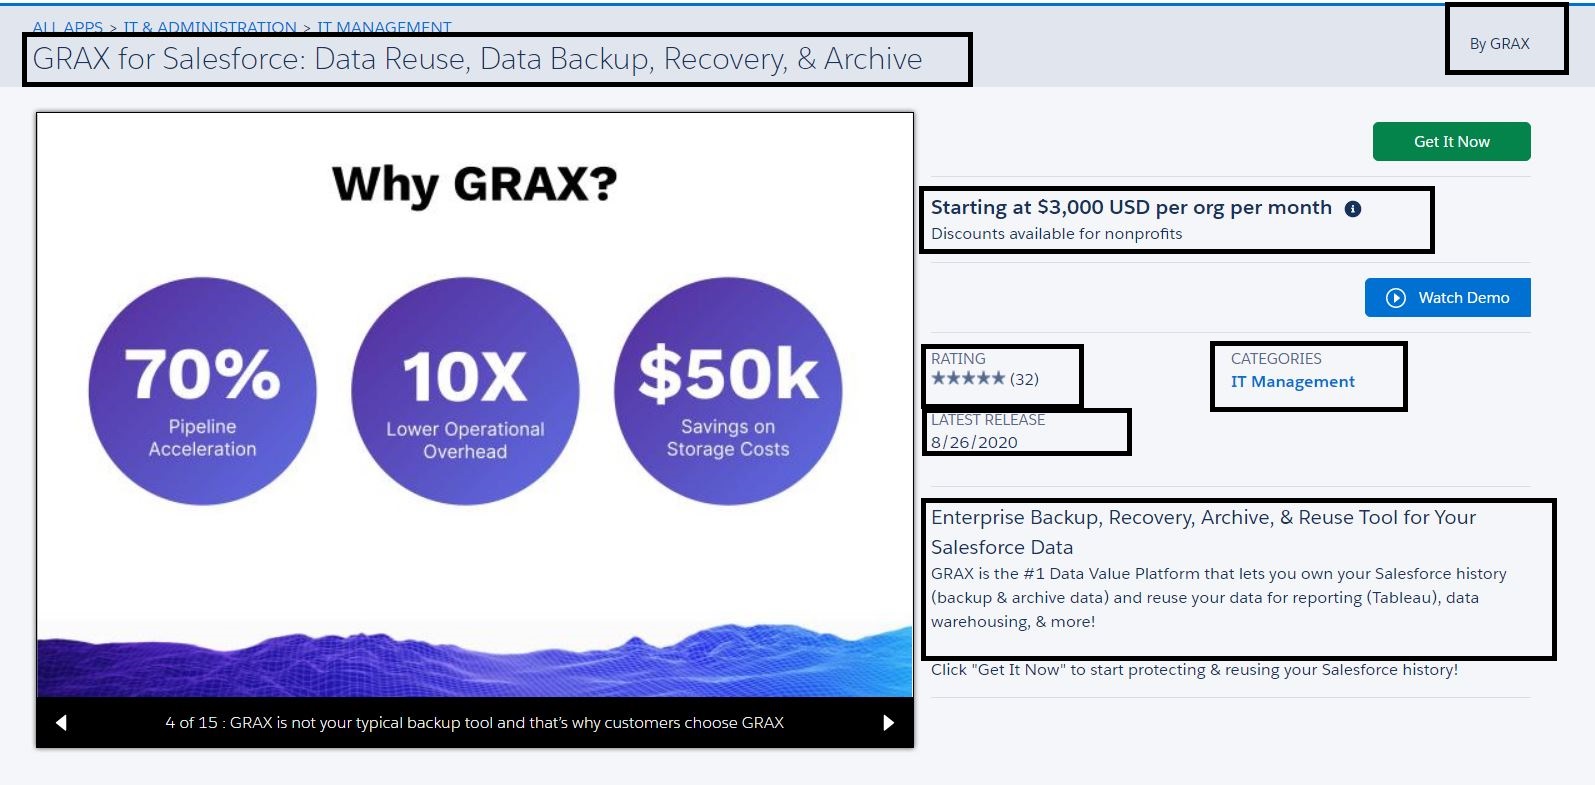 ALL APPS > IT & ADMINISTRATION > IT MANAGEMENT
GRAX for Salesforce: Data Reuse, Data Backup, Recovery, & Archive
By GRAX
Why GRAX?
70%
Pipeline
Acceleration
10X
Lower Operational
Overhead
$50k
Savings on
Storage Costs
4 of 15 : GRAX is not your typical backup tool and that's why customers choose GRAX
Get It Now
Starting at $3,000 USD per org per month
Discounts available for nonprofits
Watch Demo
RATING
★★★★★ (32)
CATEGORIES
IT Management
LATEST RELEASE
8/26/2020
Enterprise Backup, Recovery, Archive, & Reuse Tool for Your
Salesforce Data
GRAX is the #1 Data Value Platform that lets you own your Salesforce history
(backup & archive data) and reuse your data for reporting (Tableau), data
warehousing, & more!
Click "Get It Now" to start protecting & reusing your Salesforce history!